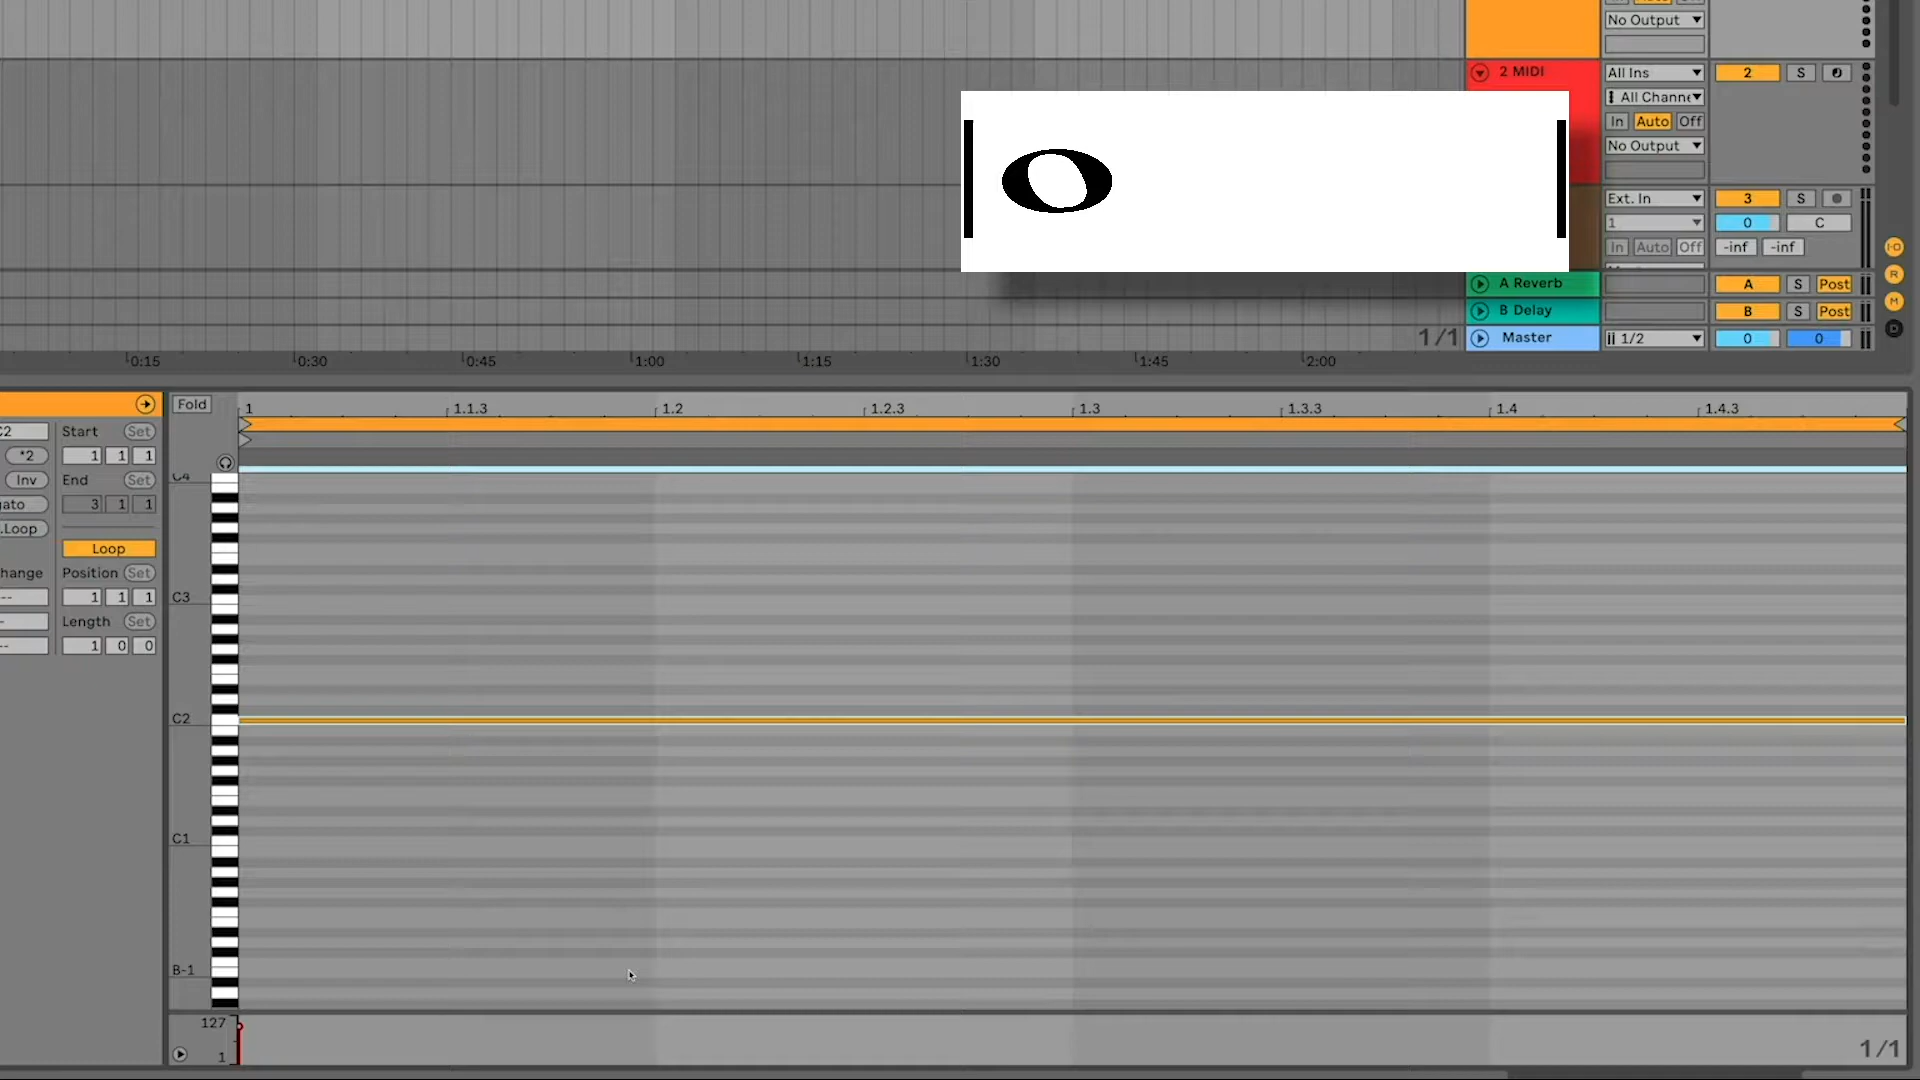 No Output
2 MIDI All Ins 2 S
All Channe
In Auto Off
No Output
Ext. In 3 S
1 0 C
In Auto Off -inf -inf
A Reverb A S Post
B Delay B S Post
1/1 Master 1/2 0 0
0:15 0:30 0:45 1:00 1:15 1:30 1:45 2:00
I·O
R
M
D
Fold 1 1.1.3 1.2 1.2.3 1.3 1.3.3 1.4 1.4.3
C2 Start Set
*2 1 1 1
Inv End Set
gato 3 1 1
.Loop
Loop
hange Position Set
-- 1 1 1
- Length Set
-- 1 0 0
C4
C3
C2
C1
B-1
127
1
1/1